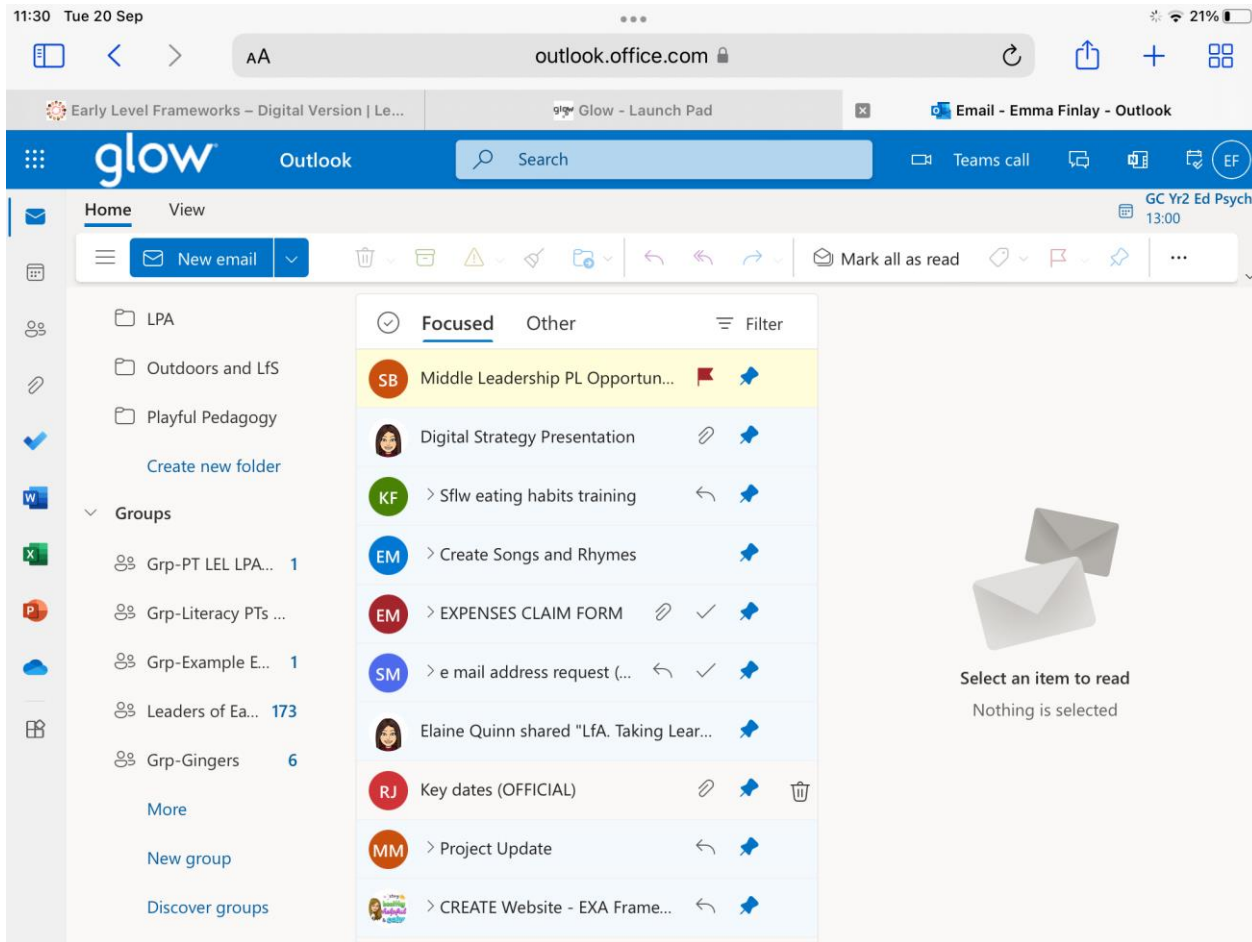 11:30 Tue 20 Sep
21%
AA
outlook.office.com
Early Level Frameworks – Digital Version | Le...
glow Glow - Launch Pad
Email - Emma Finlay - Outlook
glow
Outlook
Search
Teams call
EF
Home
View
GC Yr2 Ed Psych
13:00
New email
Mark all as read
LPA
Outdoors and LfS
Playful Pedagogy
Create new folder
Groups
Grp-PT LEL LPA... 1
Grp-Literacy PTs ...
Grp-Example E... 1
Leaders of Ea... 173
Grp-Gingers 6
More
New group
Discover groups
Focused
Other
Filter
SB Middle Leadership PL Opportun...
Digital Strategy Presentation
KF Sflw eating habits training
EM Create Songs and Rhymes
EM EXPENSES CLAIM FORM
SM e mail address request (...
Elaine Quinn shared "LfA. Taking Lear...
RJ Key dates (OFFICIAL)
MM Project Update
CREATE Website - EXA Frame...
Select an item to read
Nothing is selected